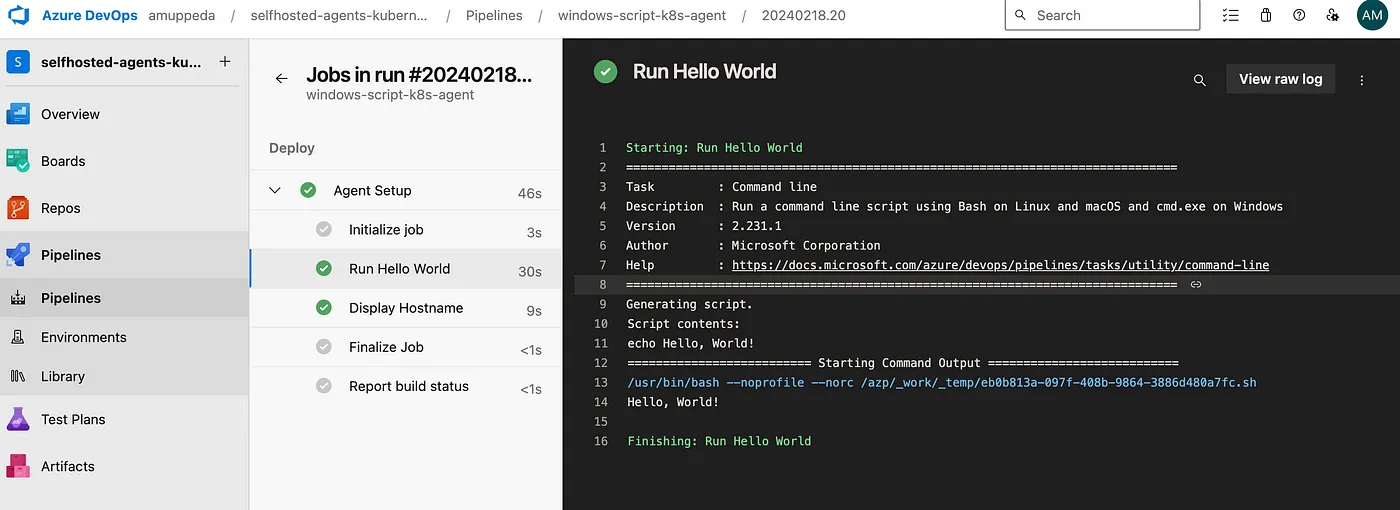 Azure DevOps amuppeda / selfhosted-agents-kubern... / Pipelines / windows-script-k8s-agent / 20240218.20
Search
AM
S selfhosted-agents-ku... +
Overview
Boards
Repos
Pipelines
Pipelines
Environments
Library
Test Plans
Artifacts
Jobs in run #20240218...
windows-script-k8s-agent
Deploy
Agent Setup 46s
Initialize job 3s
Run Hello World 30s
Display Hostname 9s
Finalize Job <1s
Report build status <1s
Run Hello World
View raw log
1 Starting: Run Hello World
2 ==============================================================================
3 Task : Command line
4 Description : Run a command line script using Bash on Linux and macOS and cmd.exe on Windows
5 Version : 2.231.1
6 Author : Microsoft Corporation
7 Help : https://docs.microsoft.com/azure/devops/pipelines/tasks/utility/command-line
8 ==============================================================================
9 Generating script.
10 Script contents:
11 echo Hello, World!
12 ========================== Starting Command Output ===========================
13 /usr/bin/bash --noprofile --norc /azp/_work/_temp/eb0b813a-097f-408b-9864-3886d480a7fc.sh
14 Hello, World!
15
16 Finishing: Run Hello World